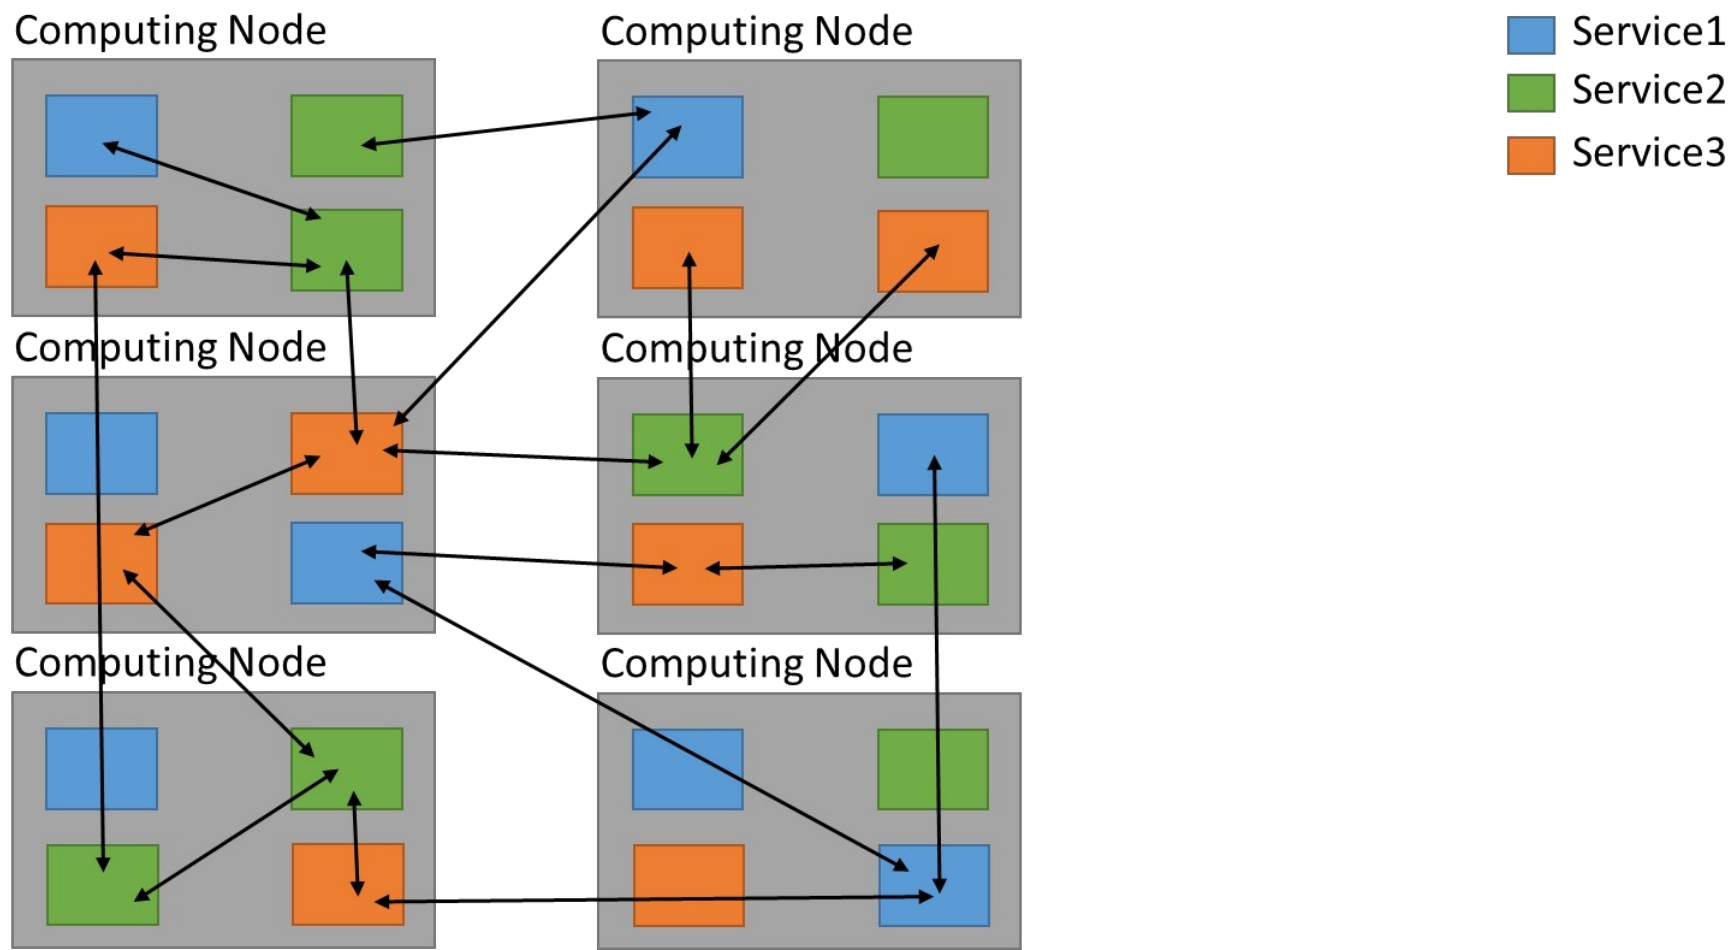 Computing Node
Computing Node
Service1
Service2
Service3
Computing Node
Computing Node
Computing Node
Computing Node